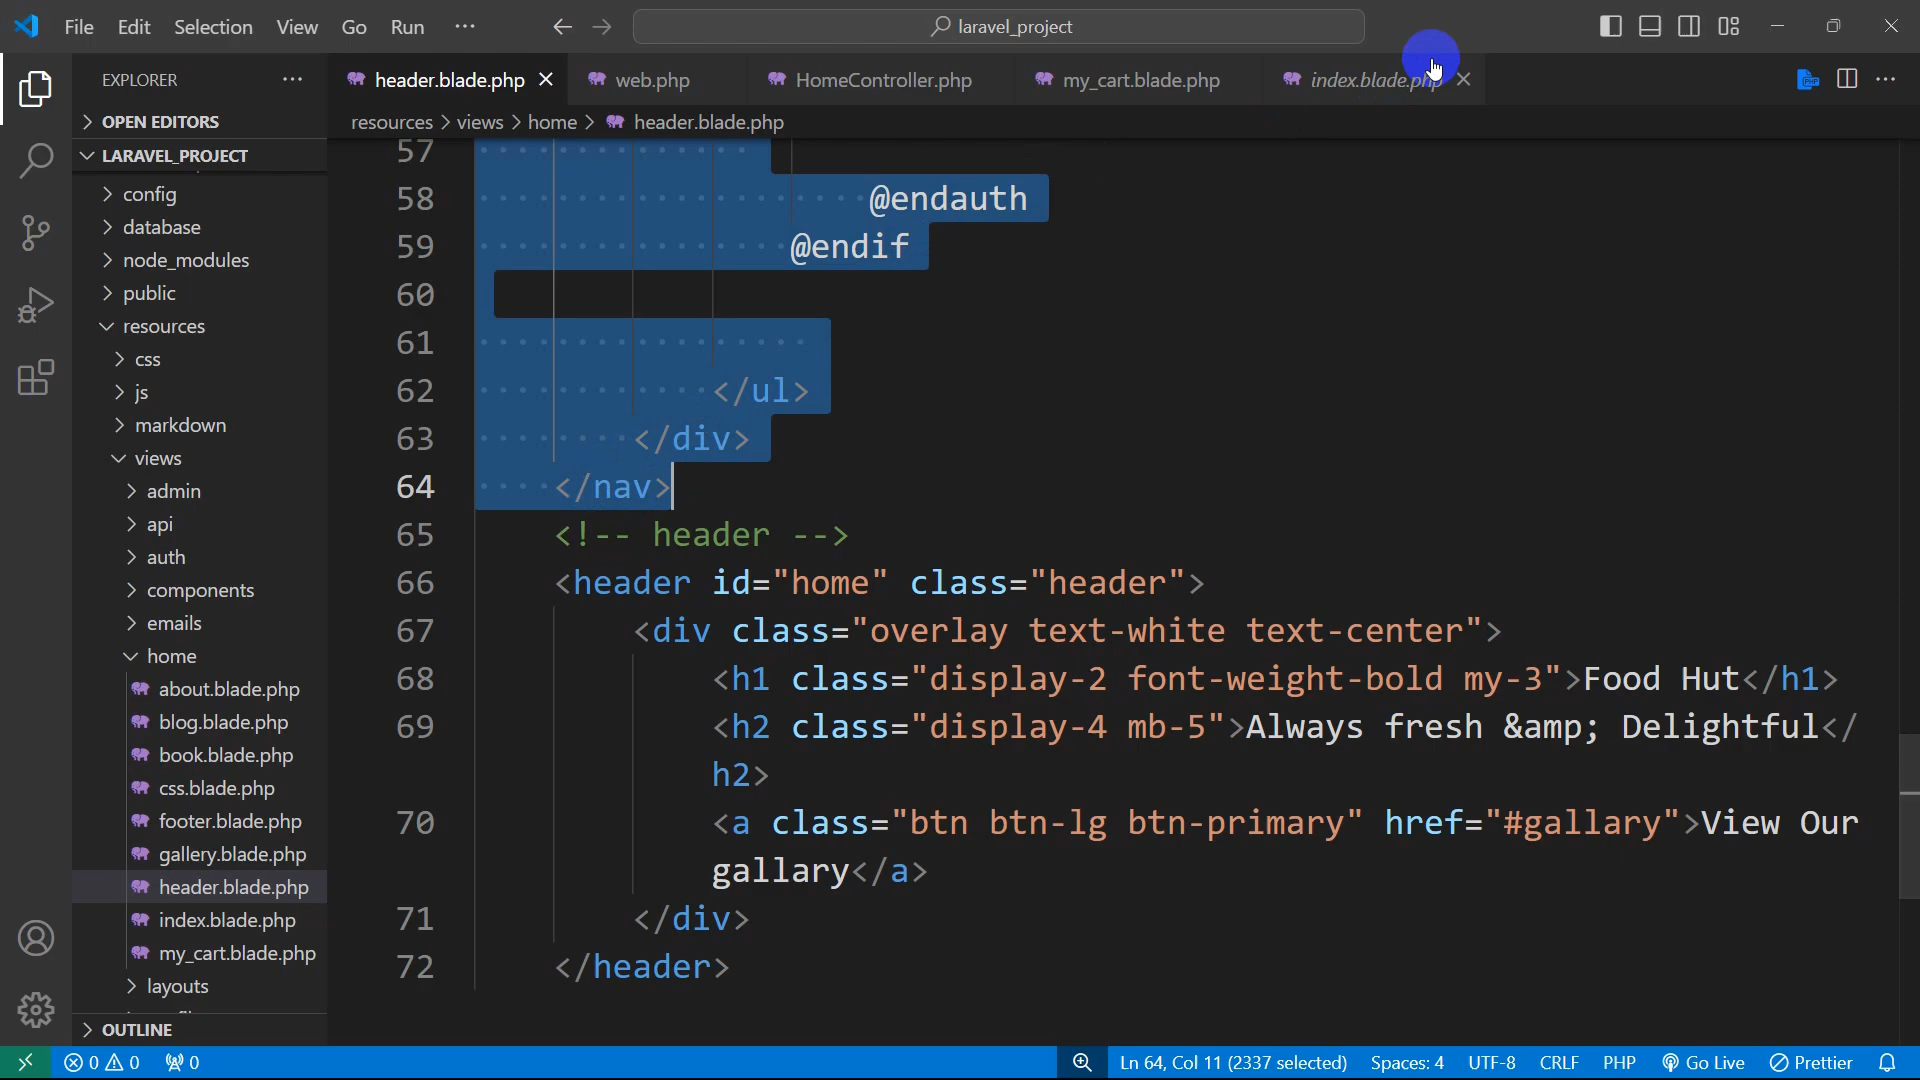 File Edit Selection View Go Run ··· laravel_project
EXPLORER ···
header.blade.php web.php HomeController.php my_cart.blade.php index.blade.php
resources > views > home > header.blade.php
OPEN EDITORS
LARAVEL_PROJECT
config
database
node_modules
public
resources
css
js
markdown
views
admin
api
auth
components
emails
home
about.blade.php
blog.blade.php
book.blade.php
css.blade.php
footer.blade.php
gallery.blade.php
header.blade.php
index.blade.php
my_cart.blade.php
layouts
OUTLINE
57
58 @endauth
59 @endif
60
61
62 </ul>
63 </div>
64 </nav>
65 <!-- header -->
66 <header id="home" class="header">
67 <div class="overlay text-white text-center">
68 <h1 class="display-2 font-weight-bold my-3">Food Hut</h1>
69 <h2 class="display-4 mb-5">Always fresh &amp; Delightful</
h2>
70 <a class="btn btn-lg btn-primary" href="#gallary">View Our
gallary</a>
71 </div>
72 </header>
0 0 0 Ln 64, Col 11 (2337 selected) Spaces: 4 UTF-8 CRLF PHP Go Live Prettier